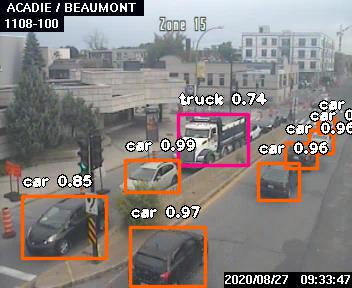 ACADIE / BEAUMONT
1108-100
Zone 15
truck 0.74
car
car 0.96
car 0.99
car 0.96
car 0.85
car 0.97
2020/08/27 09:33:47